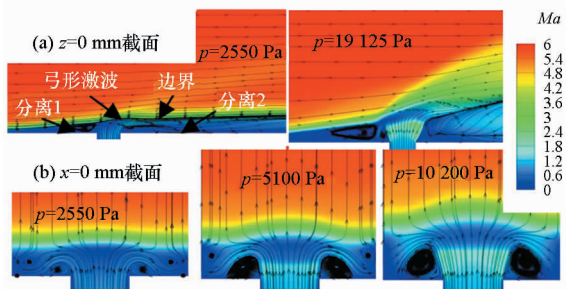 (a) z=0 mm截面
p=2550 Pa
p=19 125 Pa
弓形激波
边界
分离1
分离2
(b) x=0 mm截面
p=2550 Pa
p=5100 Pa
p=10 200 Pa
Ma
6
5.4
4.8
4.2
3.6
3
2.4
1.8
1.2
0.6
0